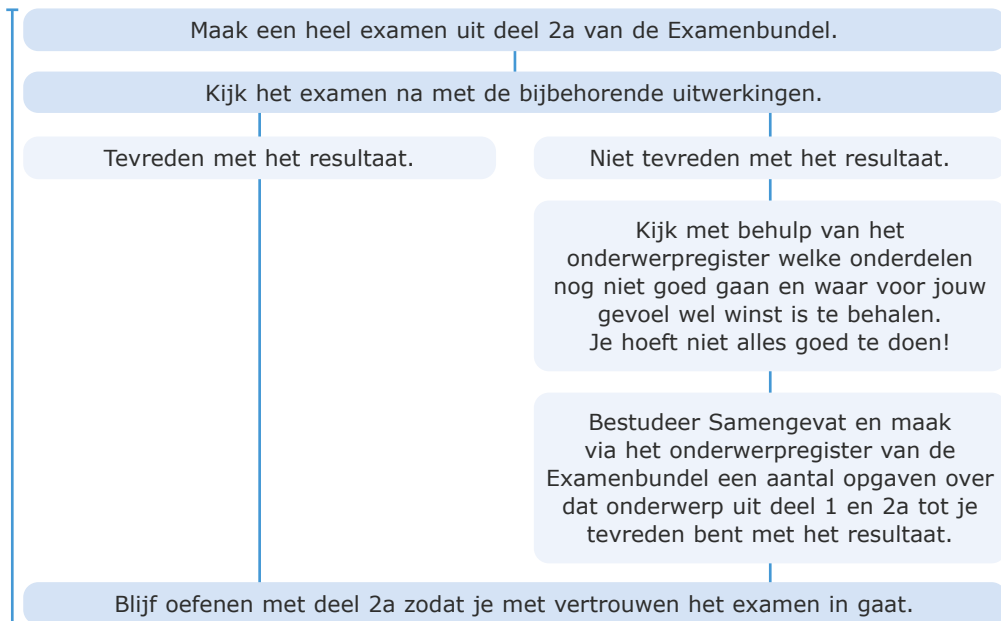 Maak een heel examen uit deel 2a van de Examenbundel.
Kijk het examen na met de bijbehorende uitwerkingen.
Tevreden met het resultaat.
Niet tevreden met het resultaat.
Kijk met behulp van het
onderwerpregister welke onderdelen
nog niet goed gaan en waar voor jouw
gevoel wel winst is te behalen.
Je hoeft niet alles goed te doen!
Bestudeer Samengevat en maak
via het onderwerpregister van de
Examenbundel een aantal opgaven over
dat onderwerp uit deel 1 en 2a tot je
tevreden bent met het resultaat.
Blijf oefenen met deel 2a zodat je met vertrouwen het examen in gaat.